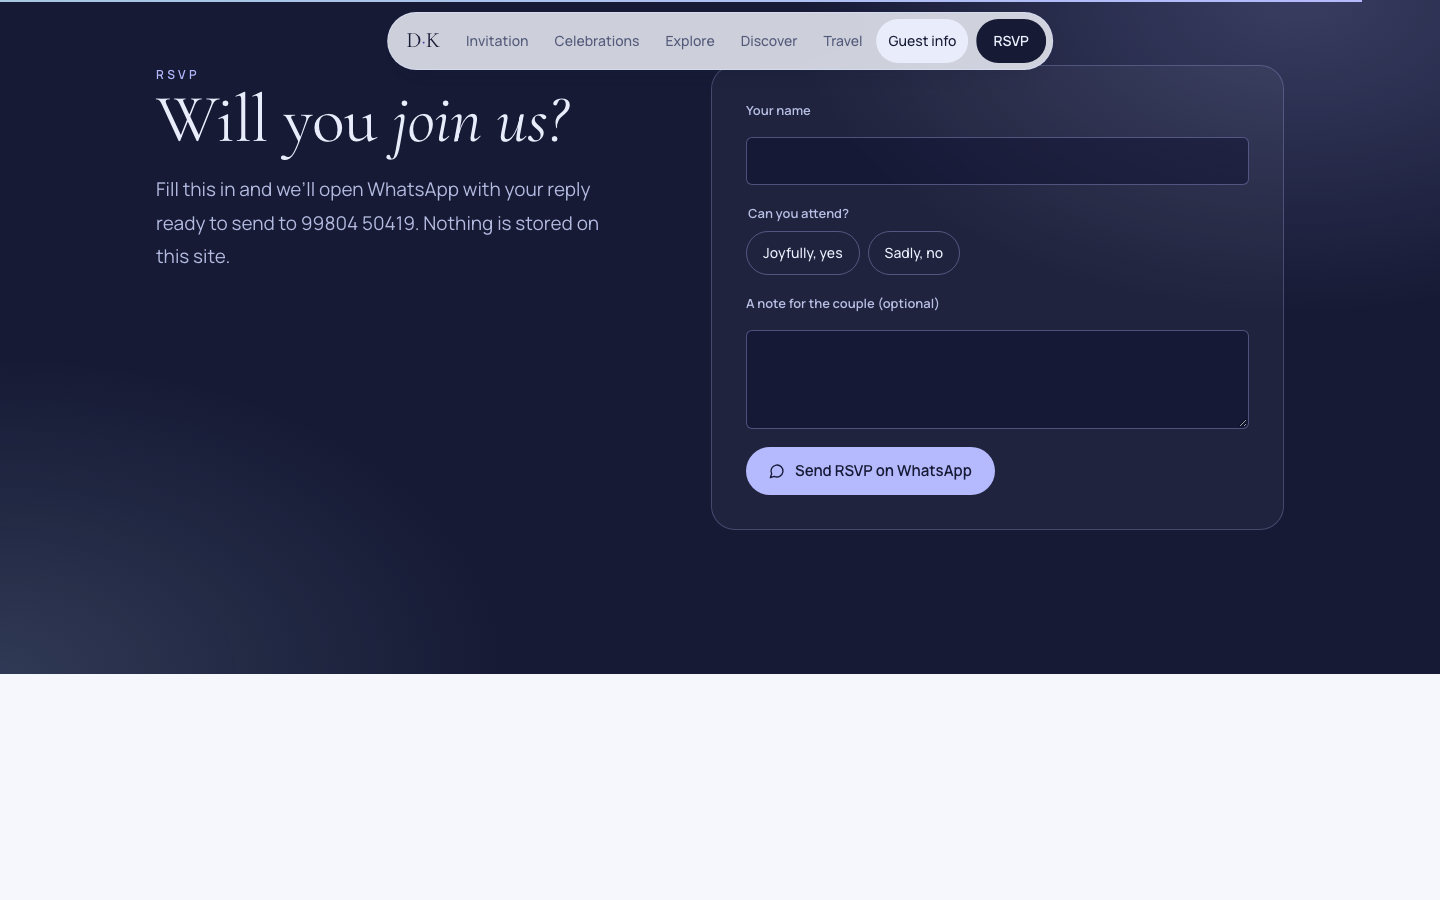 D·K Invitation Celebrations Explore Discover Travel Guest info RSVP
RSVP
Will you join us?
Fill this in and we’ll open WhatsApp with your reply
ready to send to 99804 50419. Nothing is stored on
this site.
Your name
Can you attend?
Joyfully, yes Sadly, no
A note for the couple (optional)
Send RSVP on WhatsApp